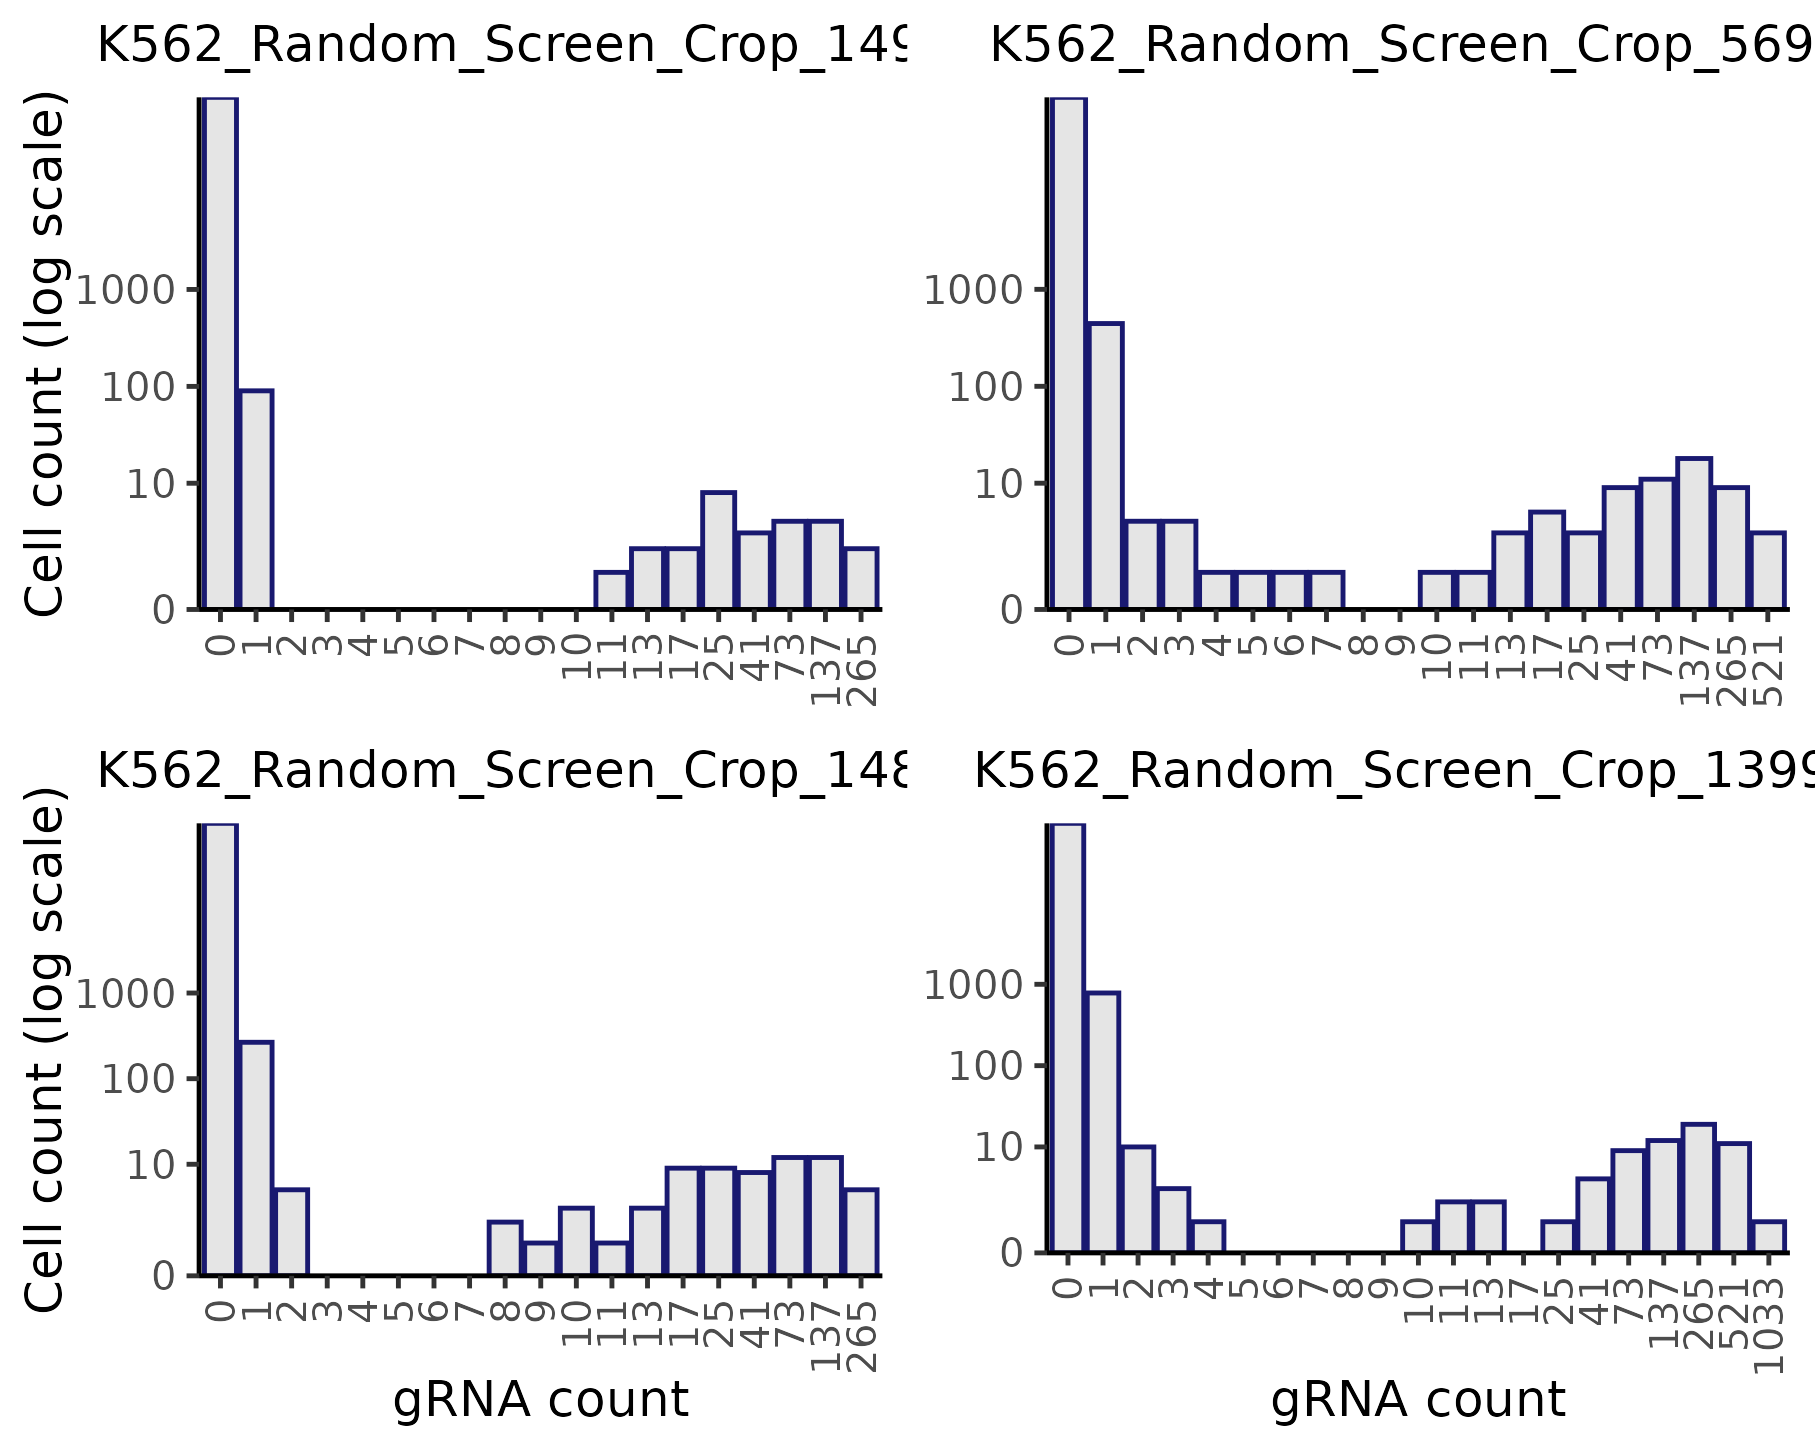 K562_Random_Screen_Crop_149
Cell count (log scale)
1000
100
10
0
0 1 2 3 4 5 6 7 8 9 10 11 13 17 25 41 73 137 265
K562_Random_Screen_Crop_569
1000
100
10
0
0 1 2 3 4 5 6 7 8 9 10 11 13 17 25 41 73 137 265 521
K562_Random_Screen_Crop_148
Cell count (log scale)
1000
100
10
0
0 1 2 3 4 5 6 7 8 9 10 11 13 17 25 41 73 137 265
gRNA count
K562_Random_Screen_Crop_1399
1000
100
10
0
0 1 2 3 4 5 6 7 8 9 10 11 13 17 25 41 73 137 265 521 1033
gRNA count